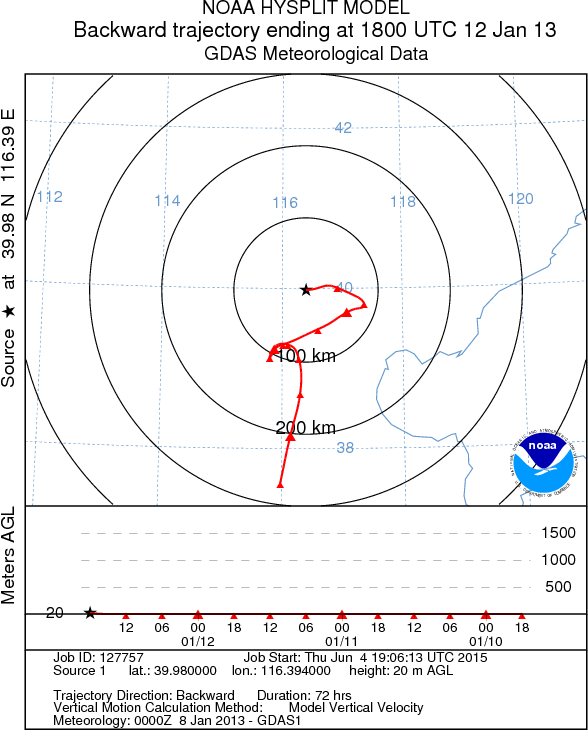 NOAA HYSPLIT MODEL
Backward trajectory ending at 1800 UTC 12 Jan 13
GDAS Meteorological Data
Source ★ at 39.98 N 116.39 E
42
112
114
116
118
120
40
100 km
200 km
38
noaa
Meters AGL
1500
1000
500
20
12 06 00 18 12 06 00 18 12 06 00 18
01/12 01/11 01/10
Job ID: 127757 Job Start: Thu Jun 4 19:06:13 UTC 2015
Source 1 lat.: 39.980000 lon.: 116.394000 height: 20 m AGL
Trajectory Direction: Backward Duration: 72 hrs
Vertical Motion Calculation Method: Model Vertical Velocity
Meteorology: 0000Z 8 Jan 2013 - GDAS1